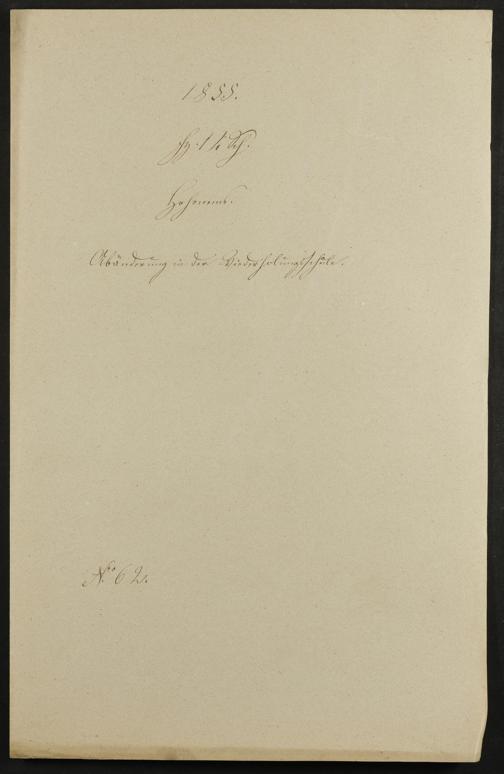 1855.
Hohenems.
Abänderung in der Wiederholungsschule.
No 62.